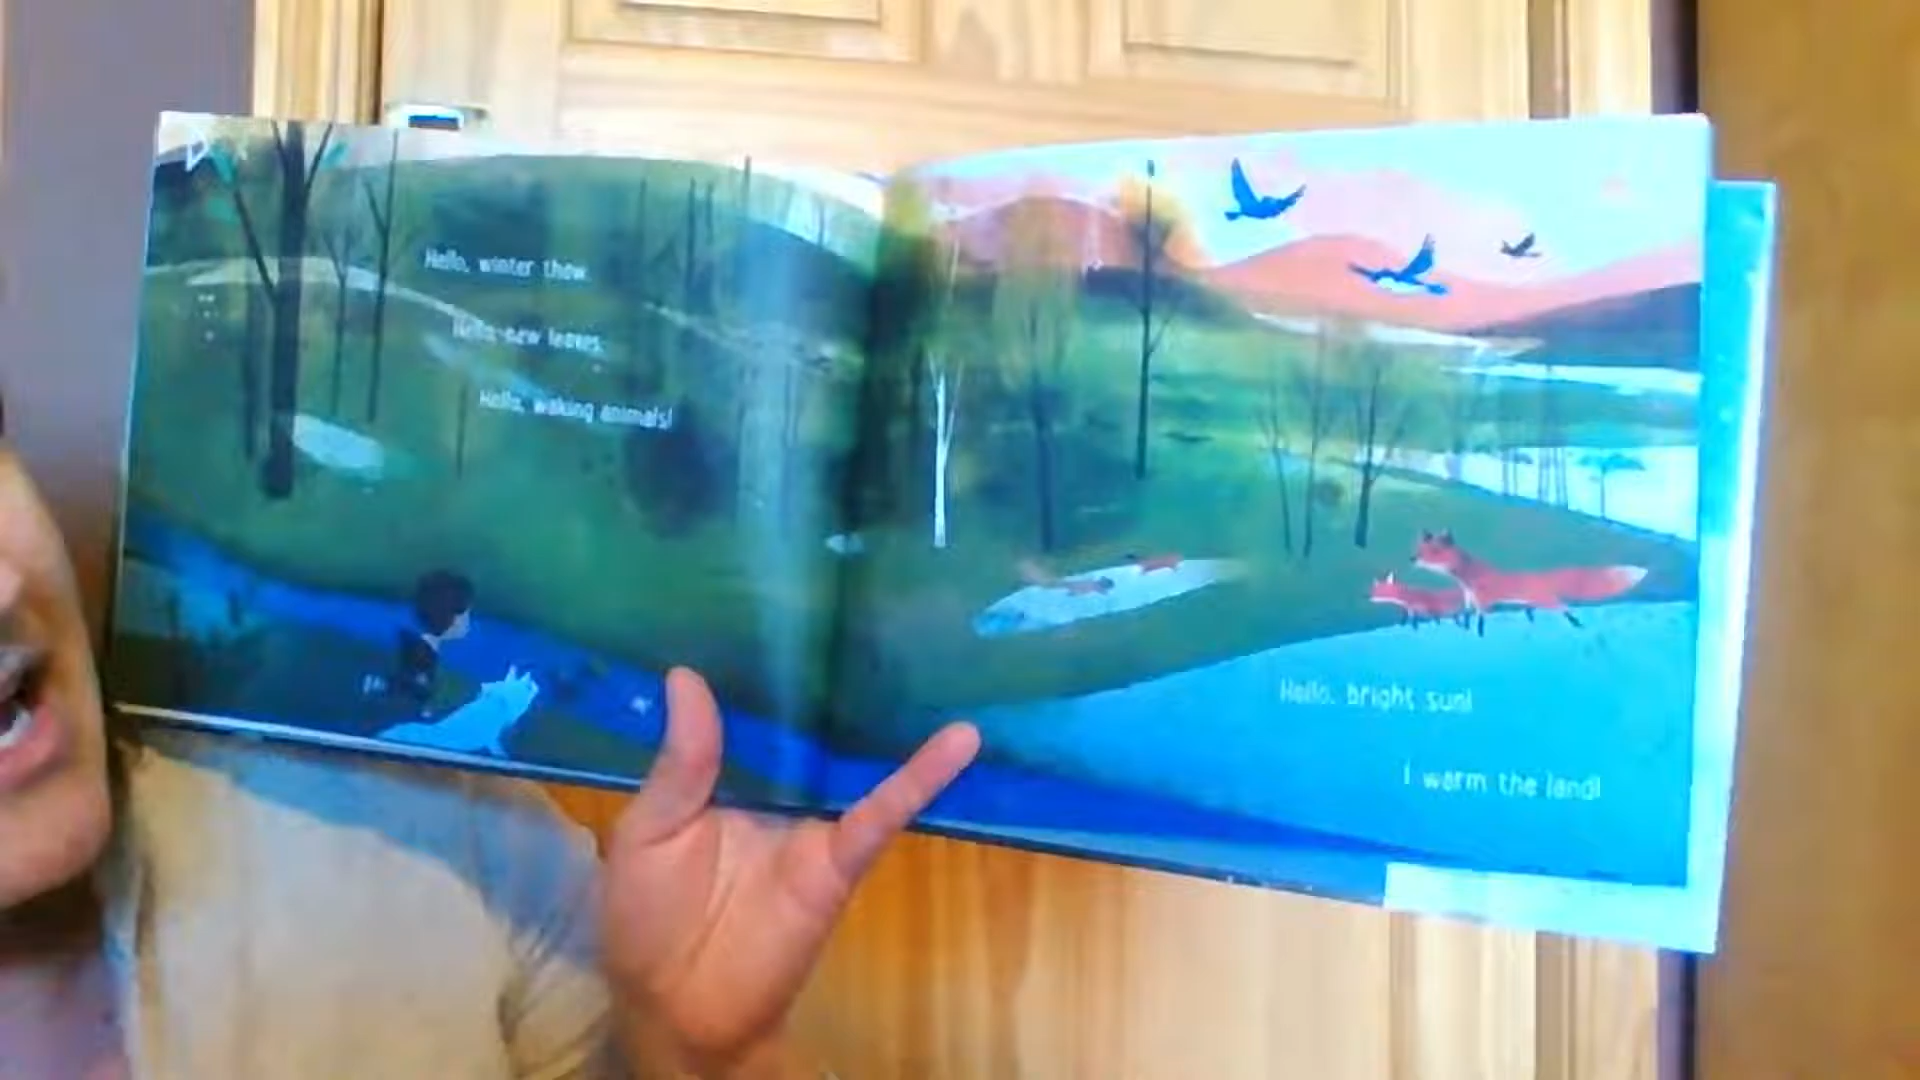 Hello, winter thaw.
Hello, new leaves.
Hello, waking animals!
Hello, bright sun!
I warm the land!